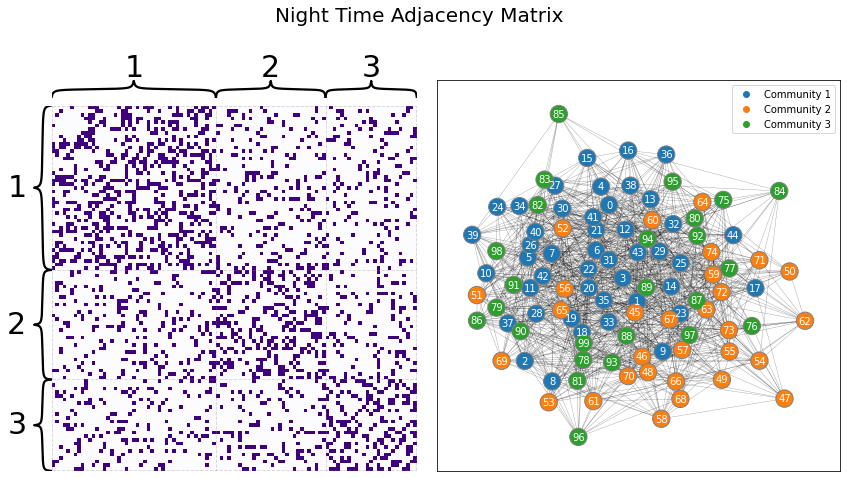 Night Time Adjacency Matrix
1 2 3
1
2
3
Community 1
Community 2
Community 3
85
15 16 36
83 27 4 38 95 84
24 34 82 30 0 13 64 75
39 40 52 41 21 12 60 32 80 92 44
98 26 5 7 6 31 43 94 29 25 74 71
10 91 11 42 22 3 14 59 77 50
51 79 56 20 35 1 89 87 72 17
86 37 90 28 65 19 18 33 45 67 23 63 73 76 62
69 2 99 78 93 88 46 9 57 97 55 54
8 81 70 48 66 49
53 61 68 47
58
96